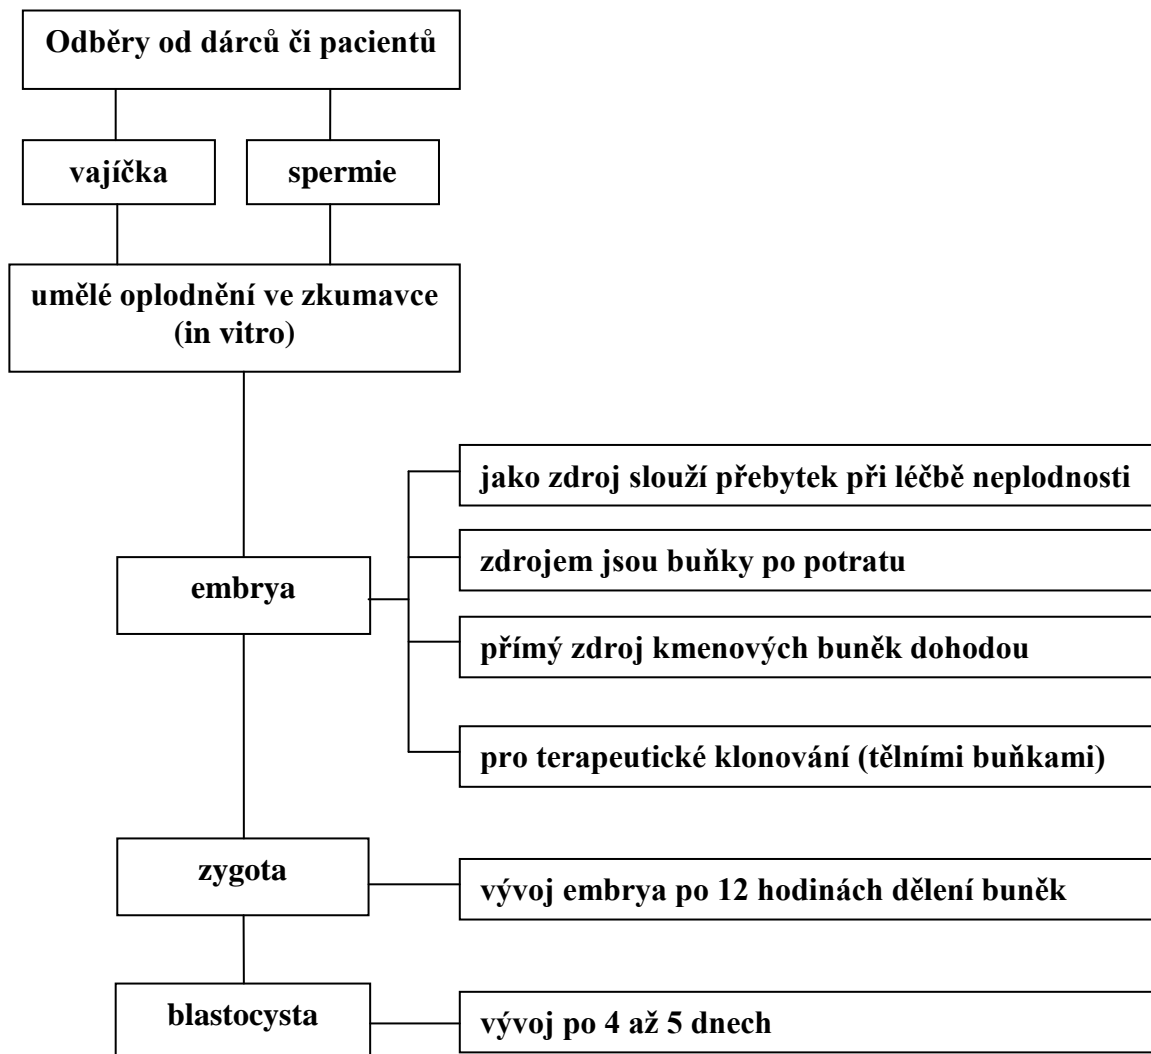 Odběry od dárců či pacientů
vajíčka
spermie
umělé oplodnění ve zkumavce
(in vitro)
jako zdroj slouží přebytek při léčbě neplodnosti
zdrojem jsou buňky po potratu
embrya
přímý zdroj kmenových buněk dohodou
pro terapeutické klonování (tělními buňkami)
zygota
vývoj embrya po 12 hodinách dělení buněk
blastocysta
vývoj po 4 až 5 dnech